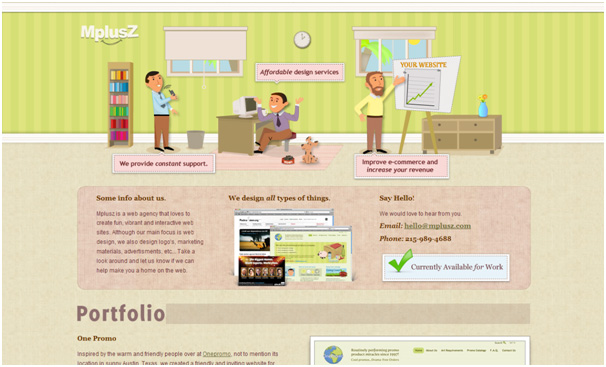 MplusZ
YOUR WEBSITE
Affordable design services
We provide constant support.
Improve e-commerce and
increase your revenue
Some info about us.
Mplusz is a web agency that loves to
create fun, vibrant and interactive web
sites. Although our main focus is web
design, we also design logo's, marketing
materials, advertisments, etc... Take a
look around and let us know if we can
help make you a home on the web.
We design all types of things.
Say Hello!
We would love to hear from you.
Email: hello@mplusz.com
Phone: 215-989-4688
Currently Available for Work
Portfolio
One Promo
Inspired by the warm and friendly people over at Onepromo, not to mention its
location in sunny Austin, Texas, we created a friendly and inviting website for